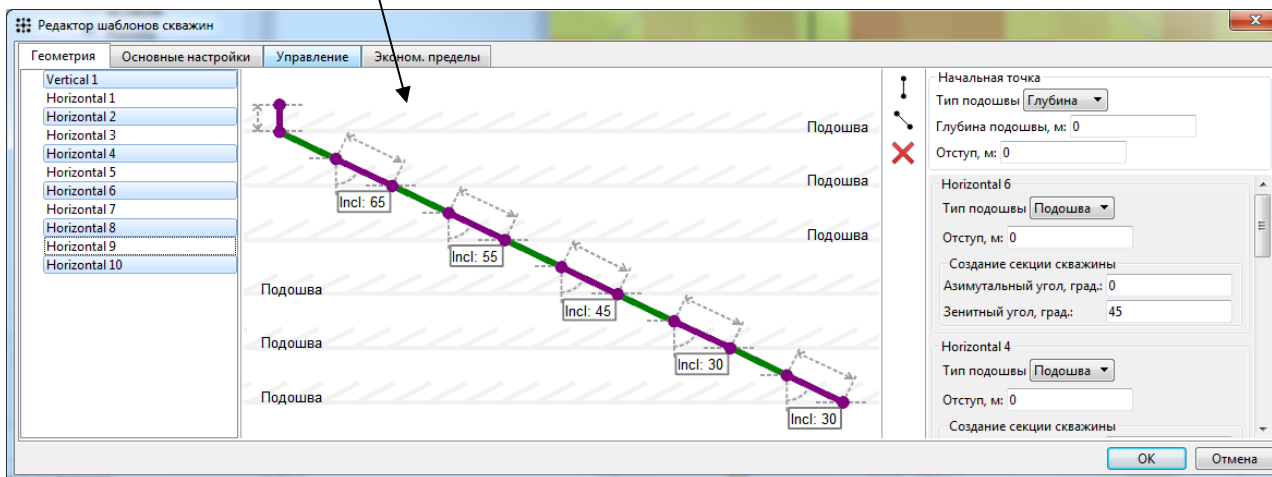 Редактор шаблонов скважин
Геометрия
Основные настройки
Управление
Эконом. пределы
Vertical 1
Horizontal 1
Horizontal 2
Horizontal 3
Horizontal 4
Horizontal 5
Horizontal 6
Horizontal 7
Horizontal 8
Horizontal 9
Horizontal 10
Подошва
Подошва
Incl: 65
Подошва
Incl: 55
Подошва
Incl: 45
Подошва
Incl: 30
Подошва
Incl: 30
Начальная точка
Тип подошвы Глубина
Глубина подошвы, м: 0
Отступ, м: 0
Horizontal 6
Тип подошвы Подошва
Отступ, м: 0
Создание секции скважины
Азимутальный угол, град.: 0
Зенитный угол, град.: 45
Horizontal 4
Тип подошвы Подошва
Отступ, м: 0
Создание секции скважины
OK
Отмена